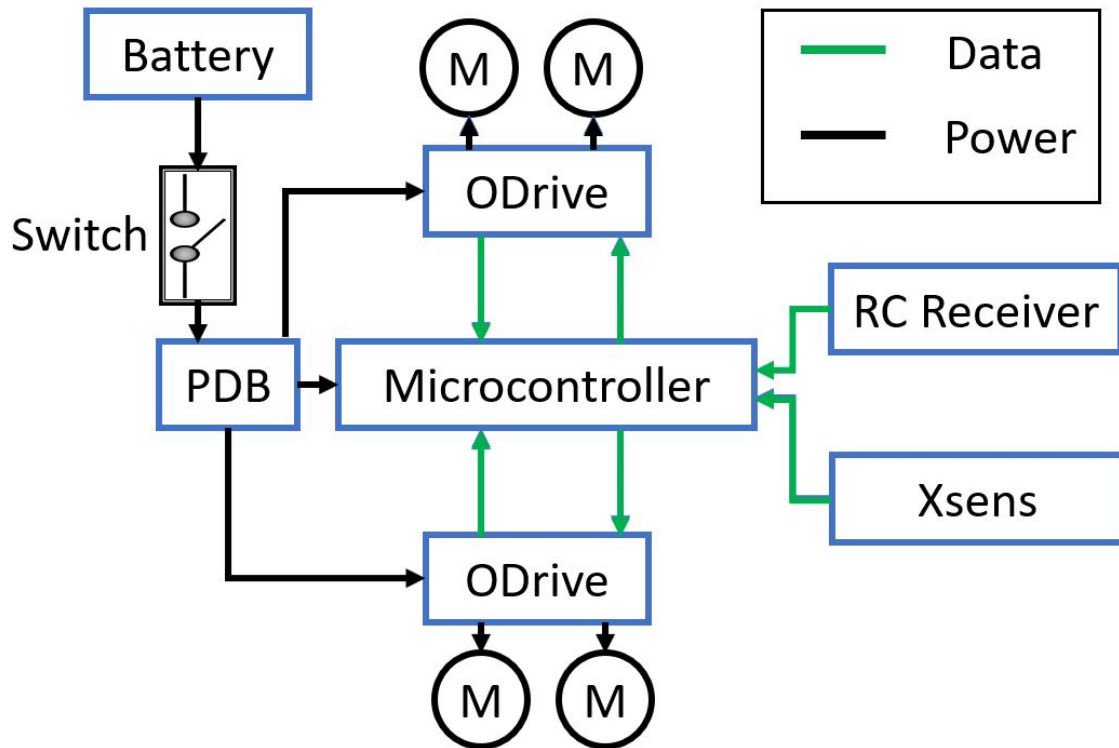 Battery
M
M
Data
Power
ODrive
Switch
RC Receiver
PDB
Microcontroller
Xsens
ODrive
M
M